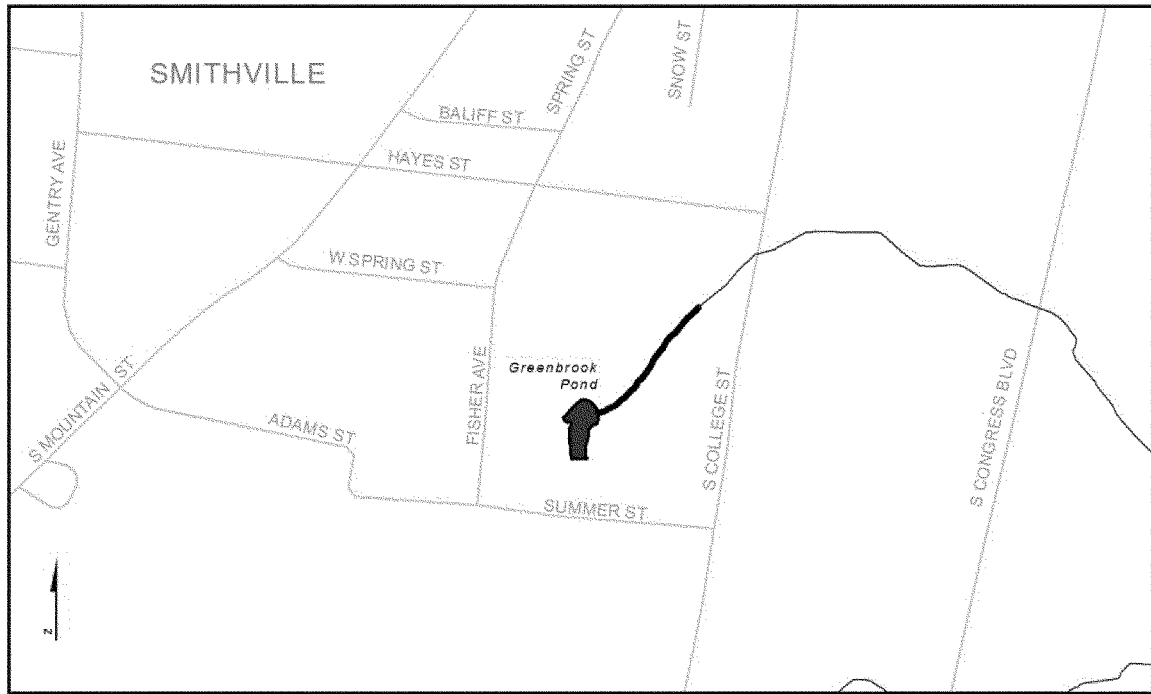 SMITHVILLE
SPRING ST
SNOW ST
BALIFF ST
HAYES ST
GENTRY AVE
W SPRING ST
Greenbrook
Pond
S MOUNTAIN ST
ADAMS ST
FISHER AVE
S COLLEGE ST
S CONGRESS BLVD
SUMMER ST
z